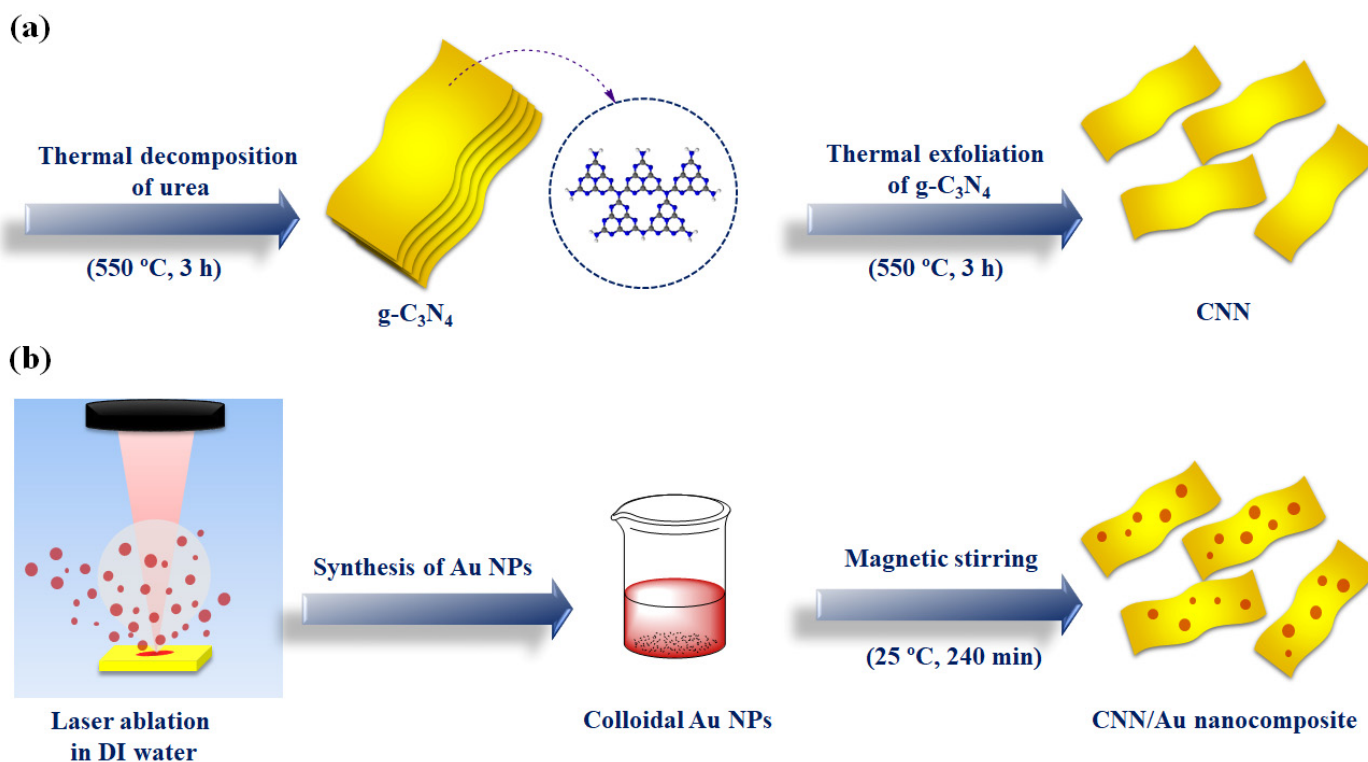 (a)
Thermal decomposition
of urea
(550 ºC, 3 h)
g-C₃N₄
Thermal exfoliation
of g-C₃N₄
(550 ºC, 3 h)
CNN
(b)
Laser ablation
in DI water
Synthesis of Au NPs
Colloidal Au NPs
Magnetic stirring
(25 ºC, 240 min)
CNN/Au nanocomposite